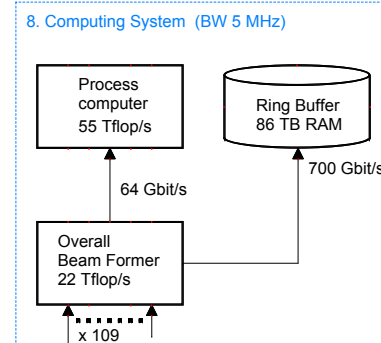 8. Computing System (BW 5 MHz)
Process
computer
55 Tflop/s
Ring Buffer
86 TB RAM
64 Gbit/s
700 Gbit/s
Overall
Beam Former
22 Tflop/s
x 109